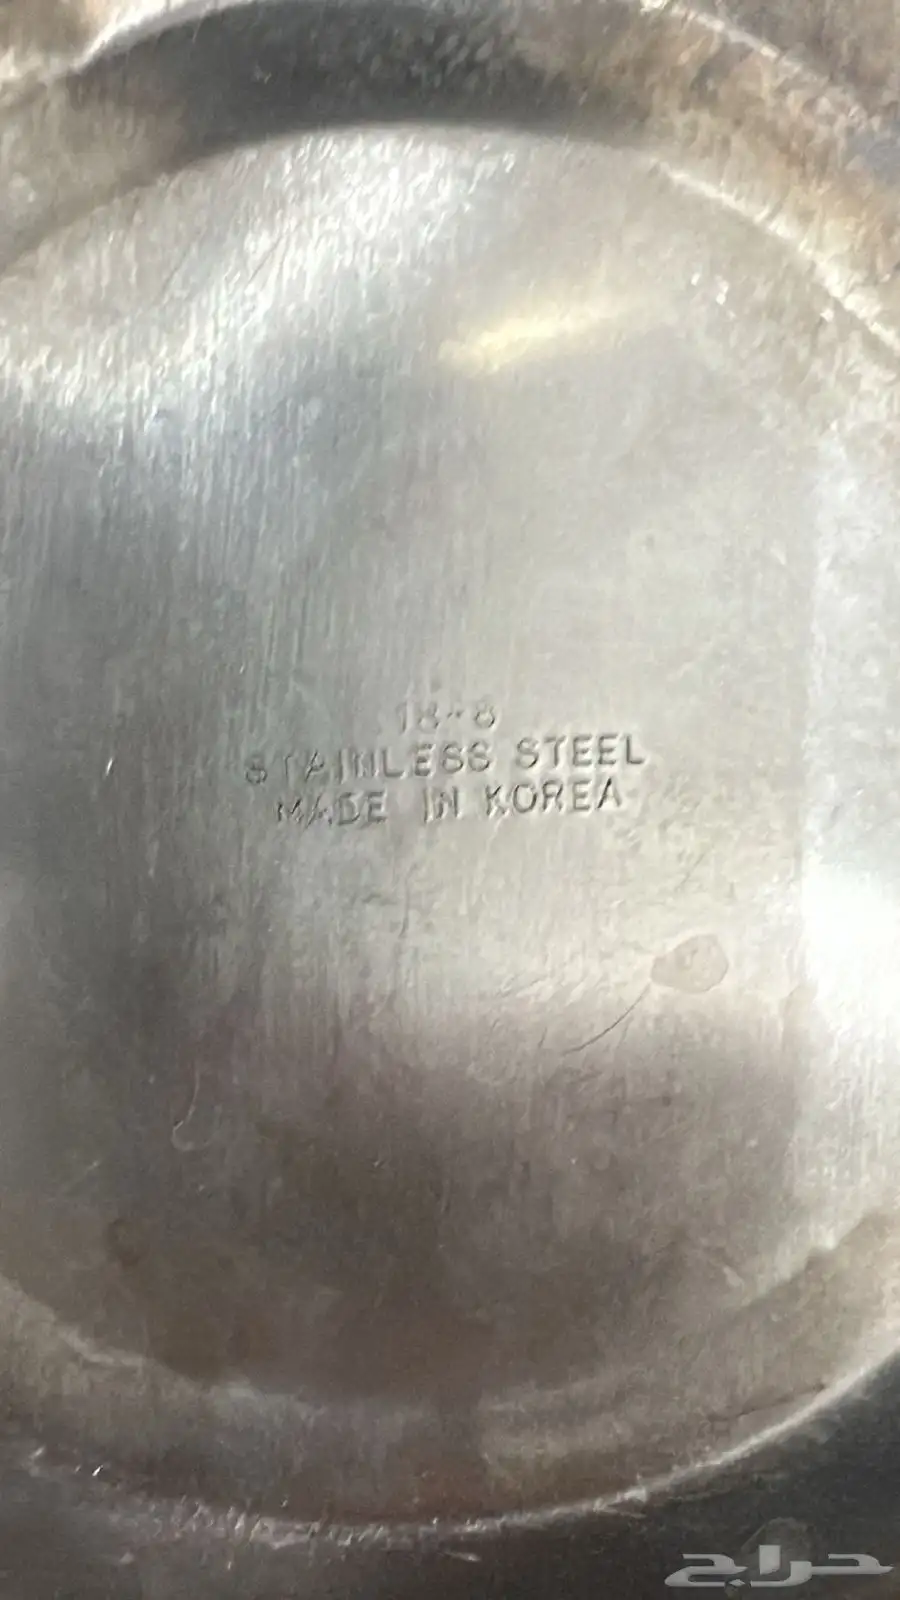 18-8
STAINLESS STEEL
MADE IN KOREA
حراج